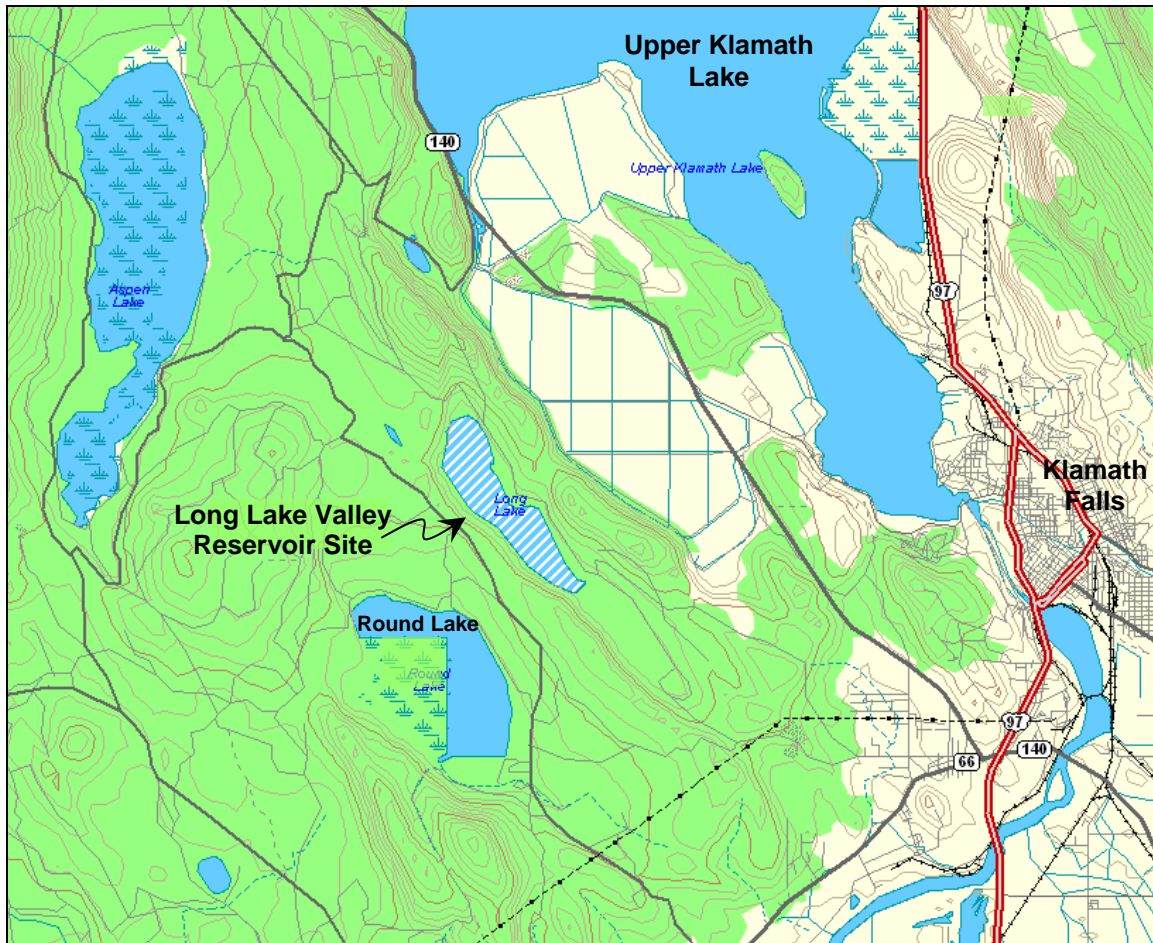 Upper Klamath
Lake
140
Upper Klamath Lake
97
Aspen
Lake
Klamath
Falls
Long
Lake
Long Lake Valley
Reservoir Site
Round Lake
Round
Lake
97
66
140